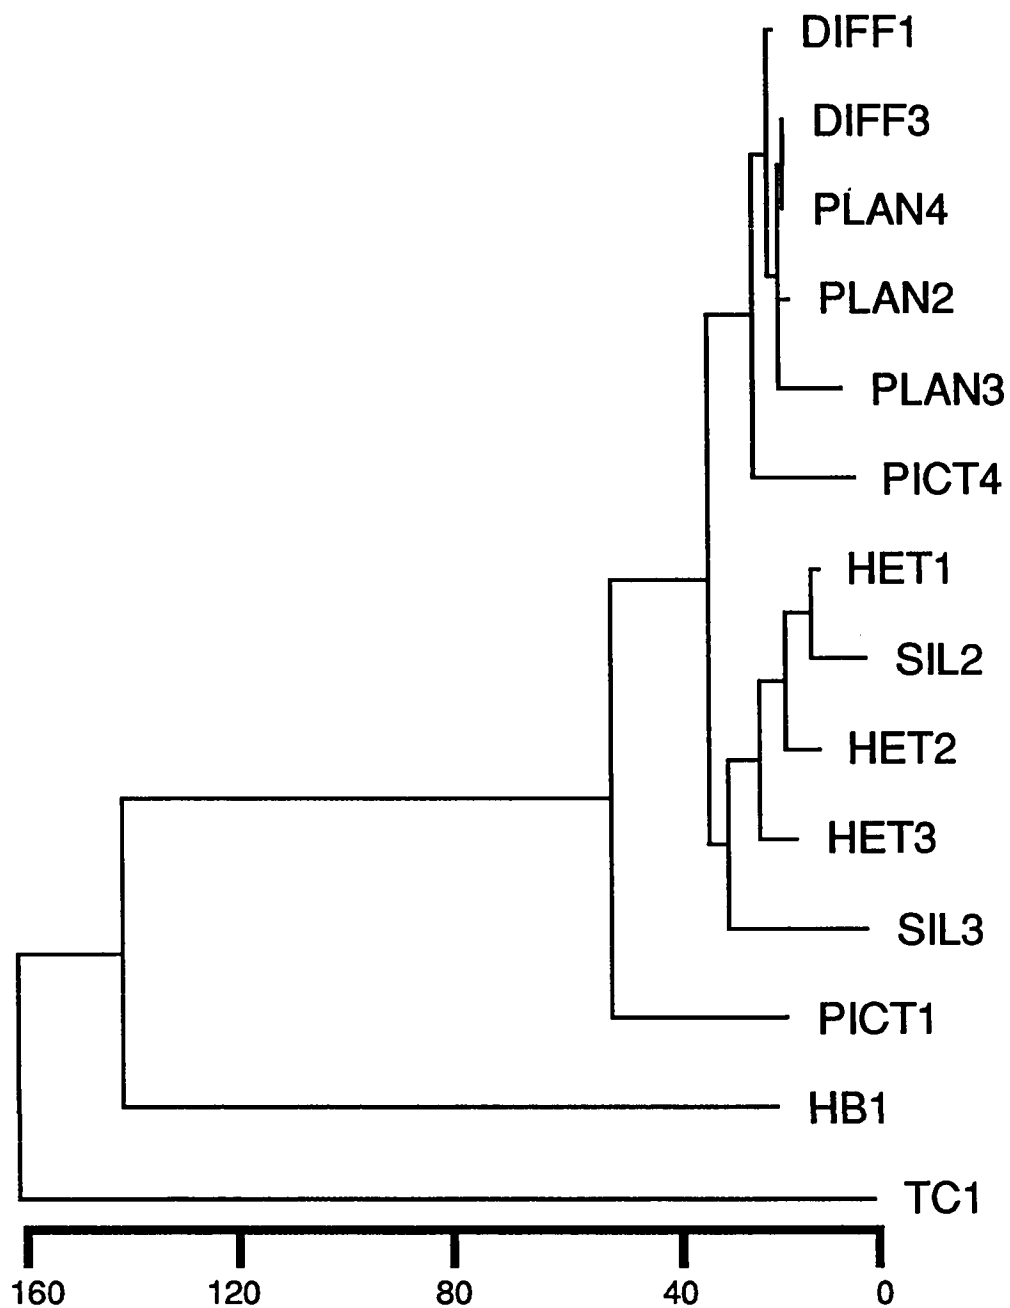 DIFF1
DIFF3
PLAN4
PLAN2
PLAN3
PICT4
HET1
SIL2
HET2
HET3
SIL3
PICT1
HB1
TC1
160 120 80 40 0